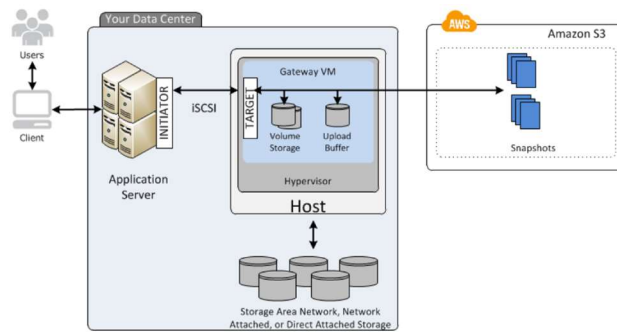 Your Data Center
AWS
Amazon S3
Users
Client
INITIATOR
iSCSI
TARGET
Gateway VM
Volume
Storage
Upload
Buffer
Hypervisor
Host
Application
Server
Snapshots
Storage Area Network, Network
Attached, or Direct Attached Storage